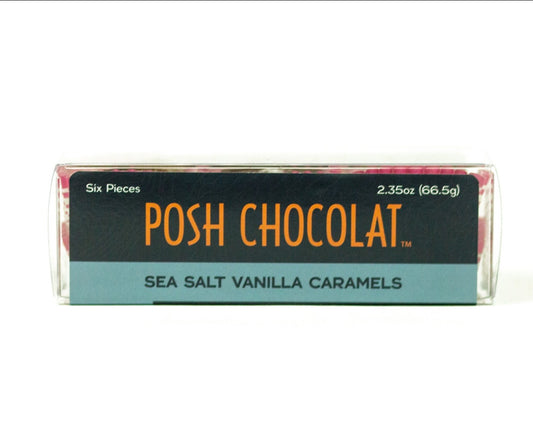 Six Pieces 2.35oz (66.5g)
POSH CHOCOLAT™
SEA SALT VANILLA CARAMELS